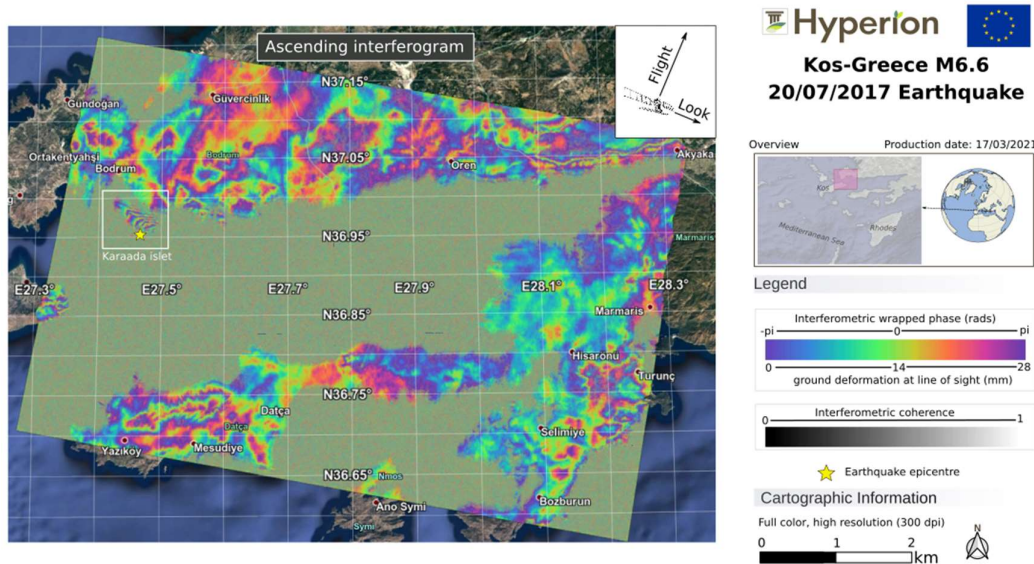 Ascending interferogram
Flight
Look
N37.15°
Gundoğan
Guvercinlik
Ortakentyahşi
Bodrum
Bodrum
N37.05°
Oren
Akyaka
N36.95°
Marmaris
Karaada islet
E27.3°
E27.5°
E27.7°
E27.9°
E28.1°
E28.3°
N36.85°
Marmaris
Hisaronu
Turunç
N36.75°
Datça
Datça
Selimiye
Yazikoy
Mesudiye
N36.65°
Nmos
Bozburun
Ano Symi
Symi
Hyperion
Kos-Greece M6.6
20/07/2017 Earthquake
Overview
Production date: 17/03/2021
Kos
Mediterranean Sea
Rhodes
Legend
Interferometric wrapped phase (rads)
-pi 0 pi
0 14 28
ground deformation at line of sight (mm)
Interferometric coherence
0 1
Earthquake epicentre
Cartographic Information
Full color, high resolution (300 dpi)
0 1 2
km
N